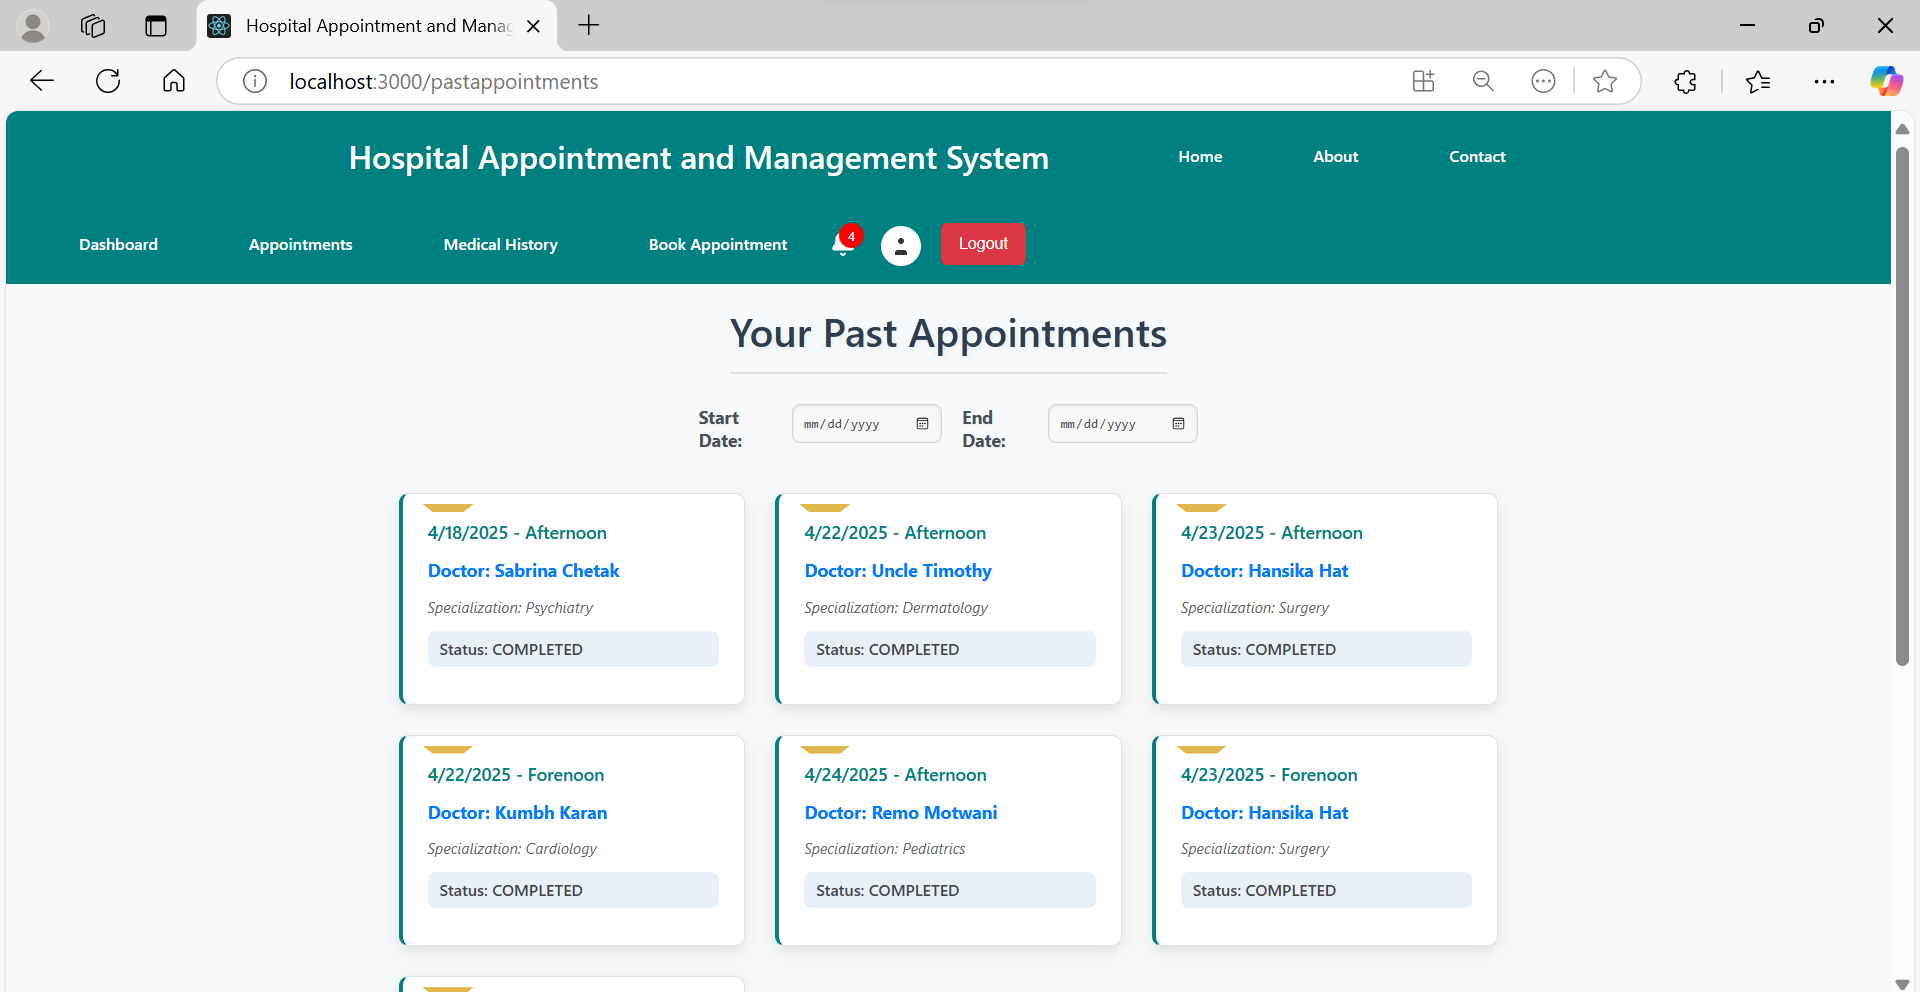 Hospital Appointment and Manag
localhost:3000/pastappointments
Hospital Appointment and Management System
Home
About
Contact
Dashboard
Appointments
Medical History
Book Appointment
4
Logout
Your Past Appointments
Start
Date:
mm/dd/yyyy
End
Date:
mm/dd/yyyy
4/18/2025 - Afternoon
Doctor: Sabrina Chetak
Specialization: Psychiatry
Status: COMPLETED
4/22/2025 - Afternoon
Doctor: Uncle Timothy
Specialization: Dermatology
Status: COMPLETED
4/23/2025 - Afternoon
Doctor: Hansika Hat
Specialization: Surgery
Status: COMPLETED
4/22/2025 - Forenoon
Doctor: Kumbh Karan
Specialization: Cardiology
Status: COMPLETED
4/24/2025 - Afternoon
Doctor: Remo Motwani
Specialization: Pediatrics
Status: COMPLETED
4/23/2025 - Forenoon
Doctor: Hansika Hat
Specialization: Surgery
Status: COMPLETED